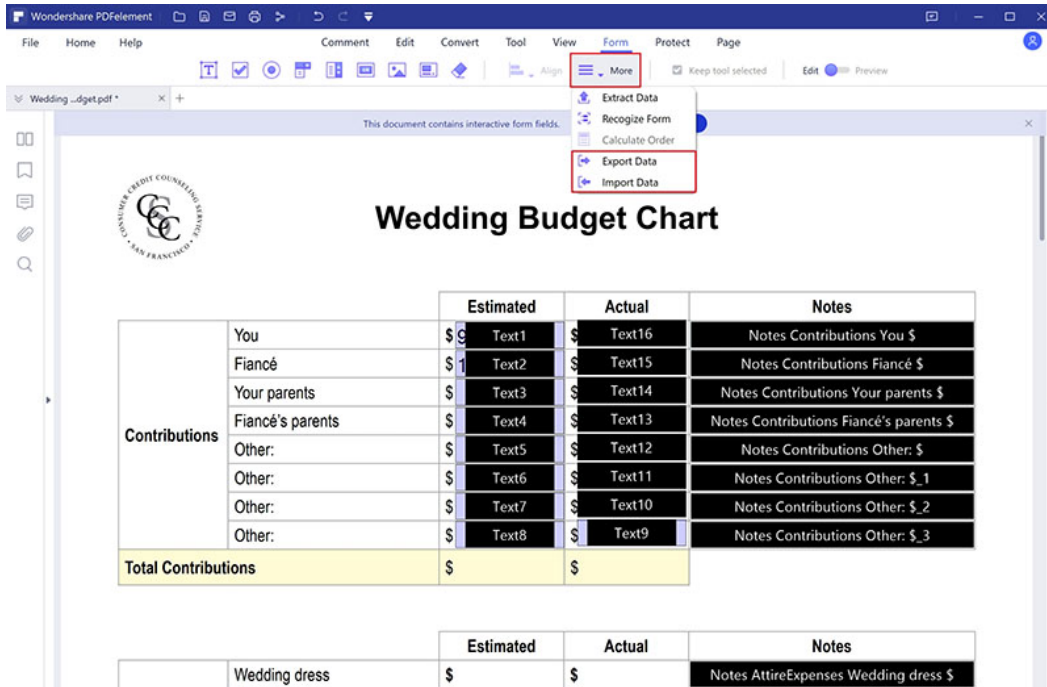 Wondershare PDFelement
File Home Help Comment Edit Convert Tool View Form Protect Page
T Align More Keep tool selected Edit Preview
Wedding ...dget.pdf * × +
This document contains interactive form fields.
Extract Data
Recogize Form
Calculate Order
Export Data
Import Data
CONSUMER CREDIT COUNSELING SERVICE
CCSC
• SAN FRANCISCO •
Wedding Budget Chart
Estimated Actual Notes
You $ 9 Text1 $ Text16 Notes Contributions You $
Fiancé $ 1 Text2 $ Text15 Notes Contributions Fiancé $
Your parents $ Text3 $ Text14 Notes Contributions Your parents $
Fiancé's parents $ Text4 $ Text13 Notes Contributions Fiancé's parents $
Contributions
Other: $ Text5 $ Text12 Notes Contributions Other: $
Other: $ Text6 $ Text11 Notes Contributions Other: $_1
Other: $ Text7 $ Text10 Notes Contributions Other: $_2
Other: $ Text8 $ Text9 Notes Contributions Other: $_3
Total Contributions $ $
Estimated Actual Notes
Wedding dress $ $ Notes AttireExpenses Wedding dress $